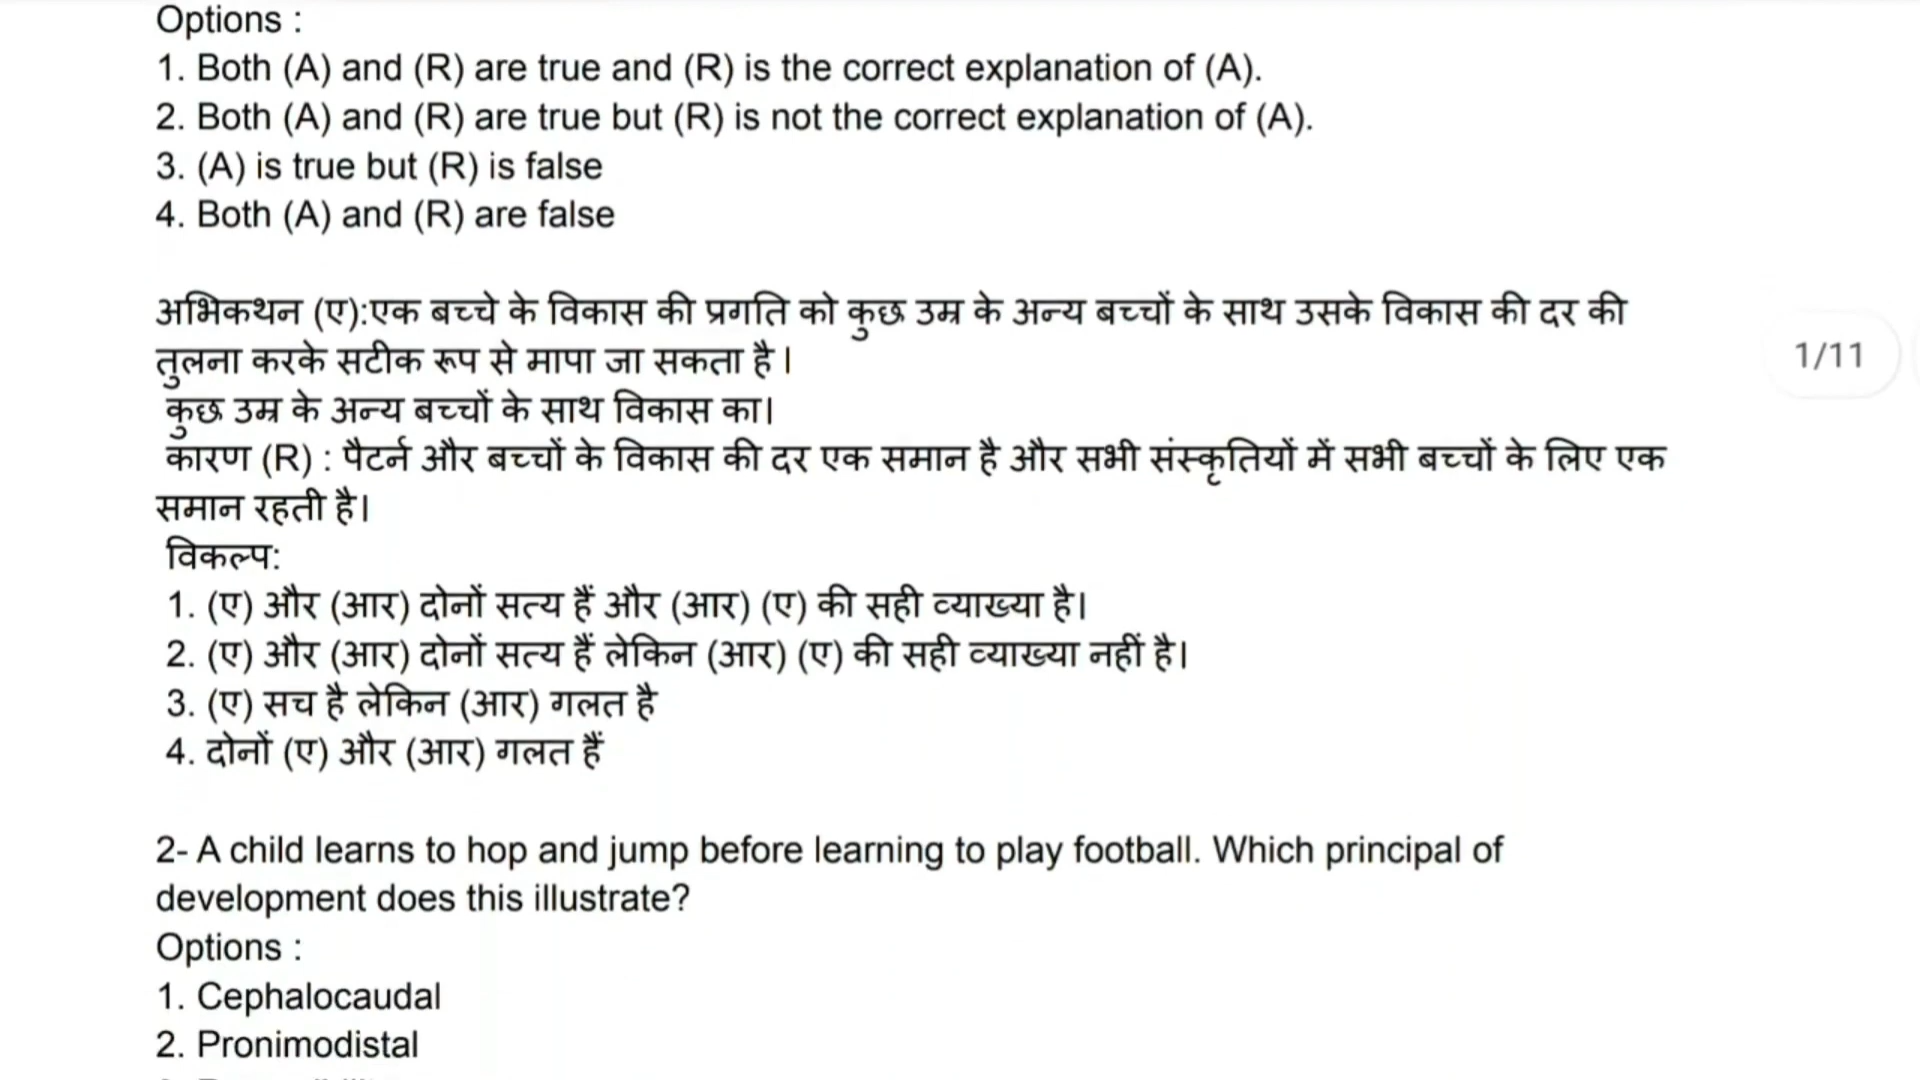 Options :
1. Both (A) and (R) are true and (R) is the correct explanation of (A).
2. Both (A) and (R) are true but (R) is not the correct explanation of (A).
3. (A) is true but (R) is false
4. Both (A) and (R) are false
अभिकथन (ए):एक बच्चे के विकास की प्रगति को कुछ उम्र के अन्य बच्चों के साथ उसके विकास की दर की
तुलना करके सटीक रूप से मापा जा सकता है।
कुछ उम्र के अन्य बच्चों के साथ विकास का।
1/11
कारण (R) : पैटर्न और बच्चों के विकास की दर एक समान है और सभी संस्कृतियों में सभी बच्चों के लिए एक
समान रहती है।
विकल्प:
1. (ए) और (आर) दोनों सत्य हैं और (आर) (ए) की सही व्याख्या है।
2. (ए) और (आर) दोनों सत्य हैं लेकिन (आर) (ए) की सही व्याख्या नहीं है।
3. (ए) सच है लेकिन (आर) गलत है
4. दोनों (ए) और (आर) गलत हैं
2- A child learns to hop and jump before learning to play football. Which principal of
development does this illustrate?
Options :
1. Cephalocaudal
2. Pronimodistal